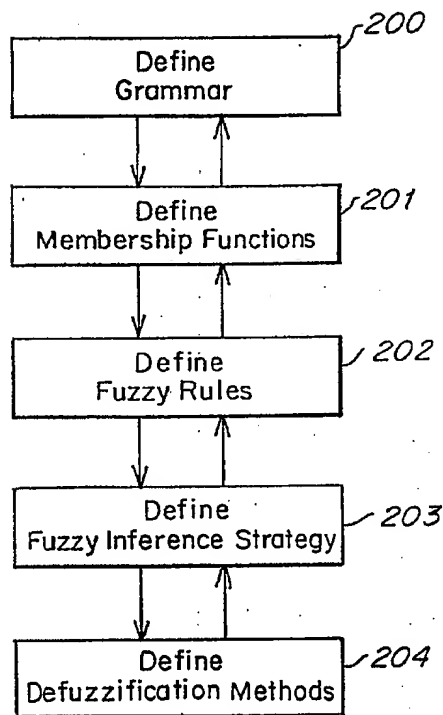 200
Define
Grammar
201
Define
Membership Functions
202
Define
Fuzzy Rules
203
Define
Fuzzy Inference Strategy
204
Define
Defuzzification Methods